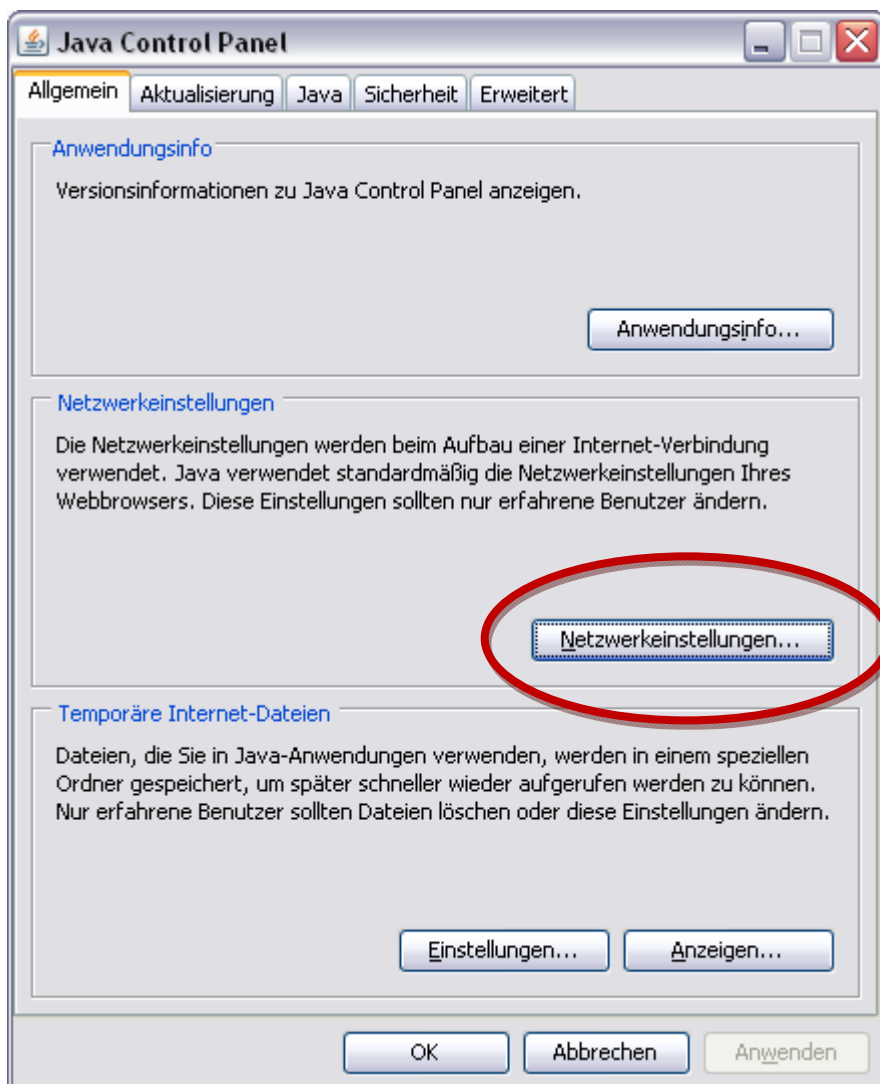 Java Control Panel
Allgemein Aktualisierung Java Sicherheit Erweitert
Anwendungsinfo
Versionsinformationen zu Java Control Panel anzeigen.
Anwendungsinfo...
Netzwerkeinstellungen
Die Netzwerkeinstellungen werden beim Aufbau einer Internet-Verbindung
verwendet. Java verwendet standardmäßig die Netzwerkeinstellungen Ihres
Webbrowsers. Diese Einstellungen sollten nur erfahrene Benutzer ändern.
Netzwerkeinstellungen...
Temporäre Internet-Dateien
Dateien, die Sie in Java-Anwendungen verwenden, werden in einem speziellen
Ordner gespeichert, um später schneller wieder aufgerufen werden zu können.
Nur erfahrene Benutzer sollten Dateien löschen oder diese Einstellungen ändern.
Einstellungen... Anzeigen...
OK Abbrechen Anwenden